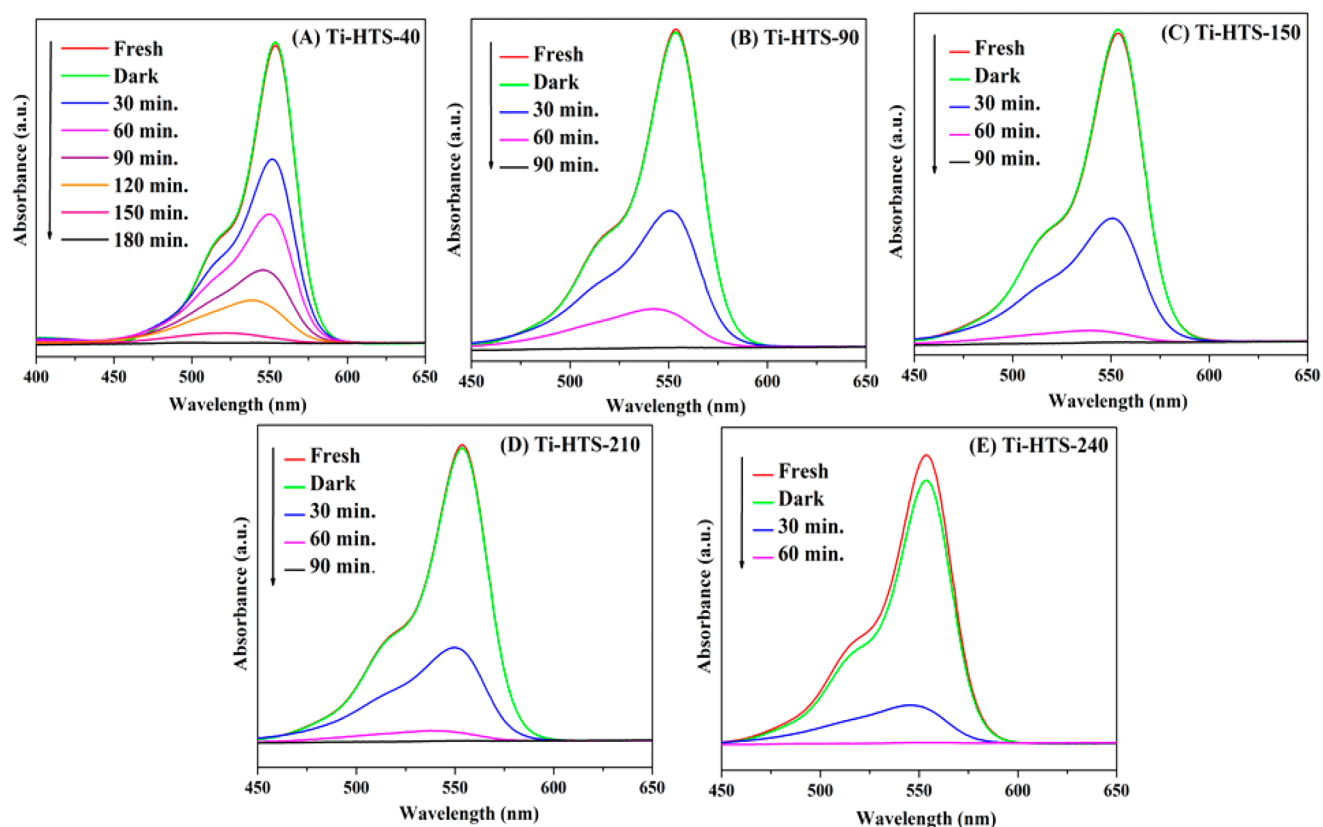 (A) Ti-HTS-40
Fresh
Dark
30 min.
60 min.
90 min.
120 min.
150 min.
180 min.
Absorbance (a.u.)
400 450 500 550 600 650
Wavelength (nm)
(B) Ti-HTS-90
Fresh
Dark
30 min.
60 min.
90 min.
Absorbance (a.u.)
450 500 550 600 650
Wavelength (nm)
(C) Ti-HTS-150
Fresh
Dark
30 min.
60 min.
90 min.
Absorbance (a.u.)
450 500 550 600 650
Wavelength (nm)
(D) Ti-HTS-210
Fresh
Dark
30 min.
60 min.
90 min.
Absorbance (a.u.)
450 500 550 600 650
Wavelength (nm)
(E) Ti-HTS-240
Fresh
Dark
30 min.
60 min.
Absorbance (a.u.)
450 500 550 600 650
Wavelength (nm)